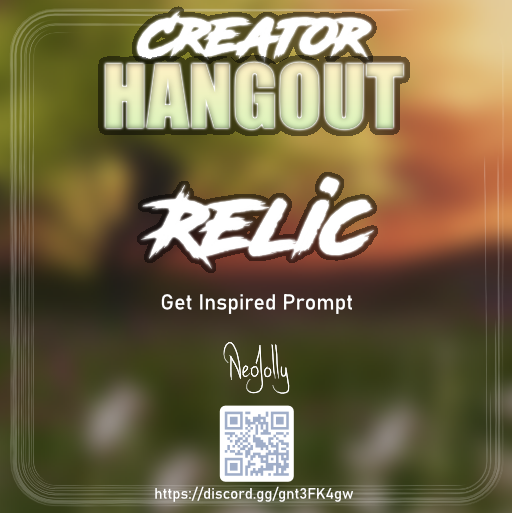 CREATOR
HANGOUT
RELIC
Get Inspired Prompt
NeoJolly
https://discord.gg/gnt3FK4gw